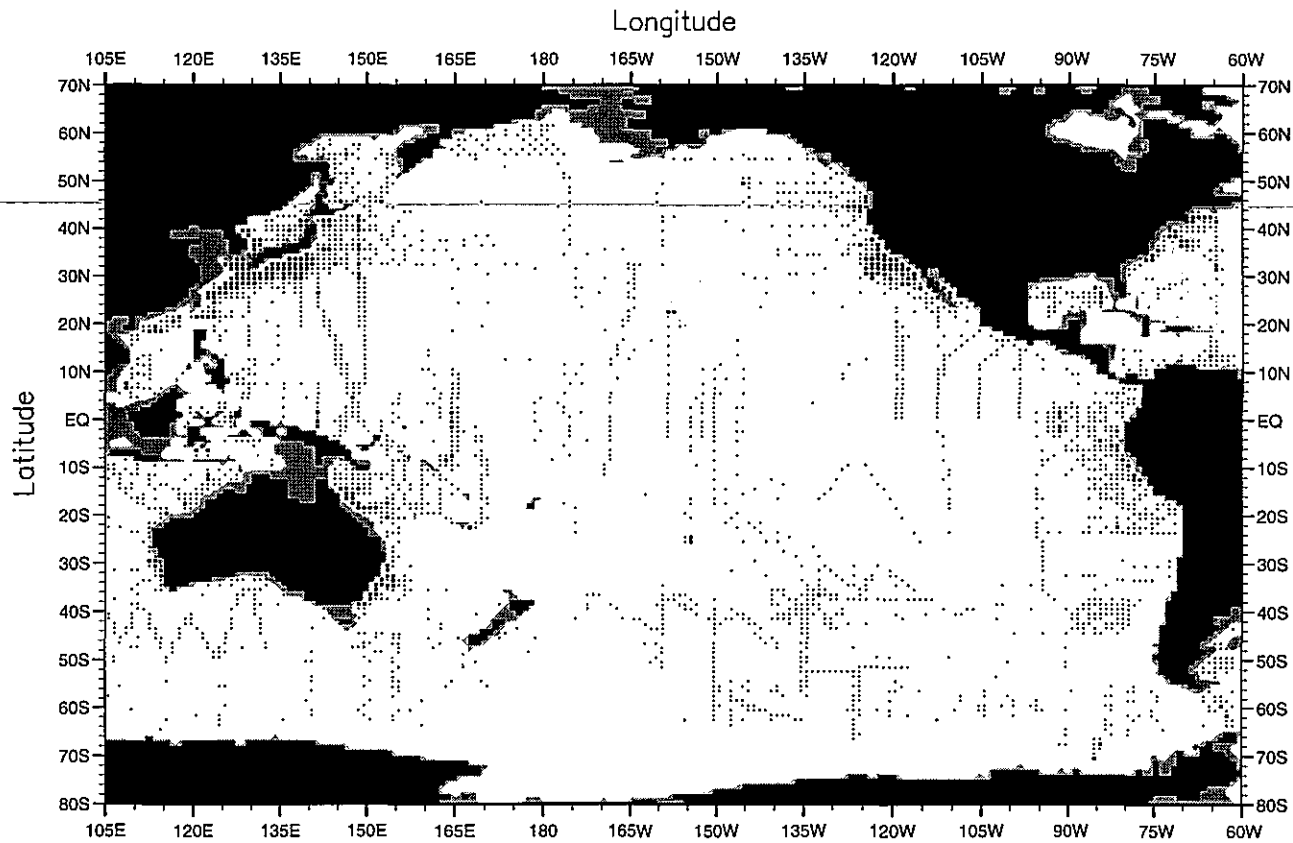 Longitude
105E 120E 135E 150E 165E 180 165W 150W 135W 120W 105W 90W 75W 60W
70N 70N
60N 60N
50N 50N
40N 40N
30N 30N
20N 20N
10N 10N
EQ EQ
10S 10S
20S 20S
30S 30S
40S 40S
50S 50S
60S 60S
70S 70S
80S 80S
Latitude
105E 120E 135E 150E 165E 180 165W 150W 135W 120W 105W 90W 75W 60W